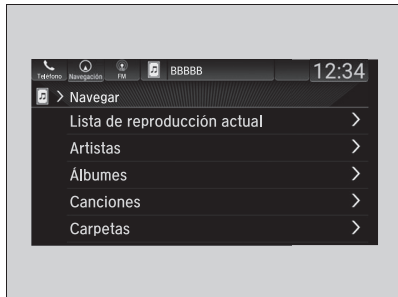 Teléfono Navegación FM BBBBB 12:34
Navegar
Lista de reproducción actual
Artistas
Álbumes
Canciones
Carpetas